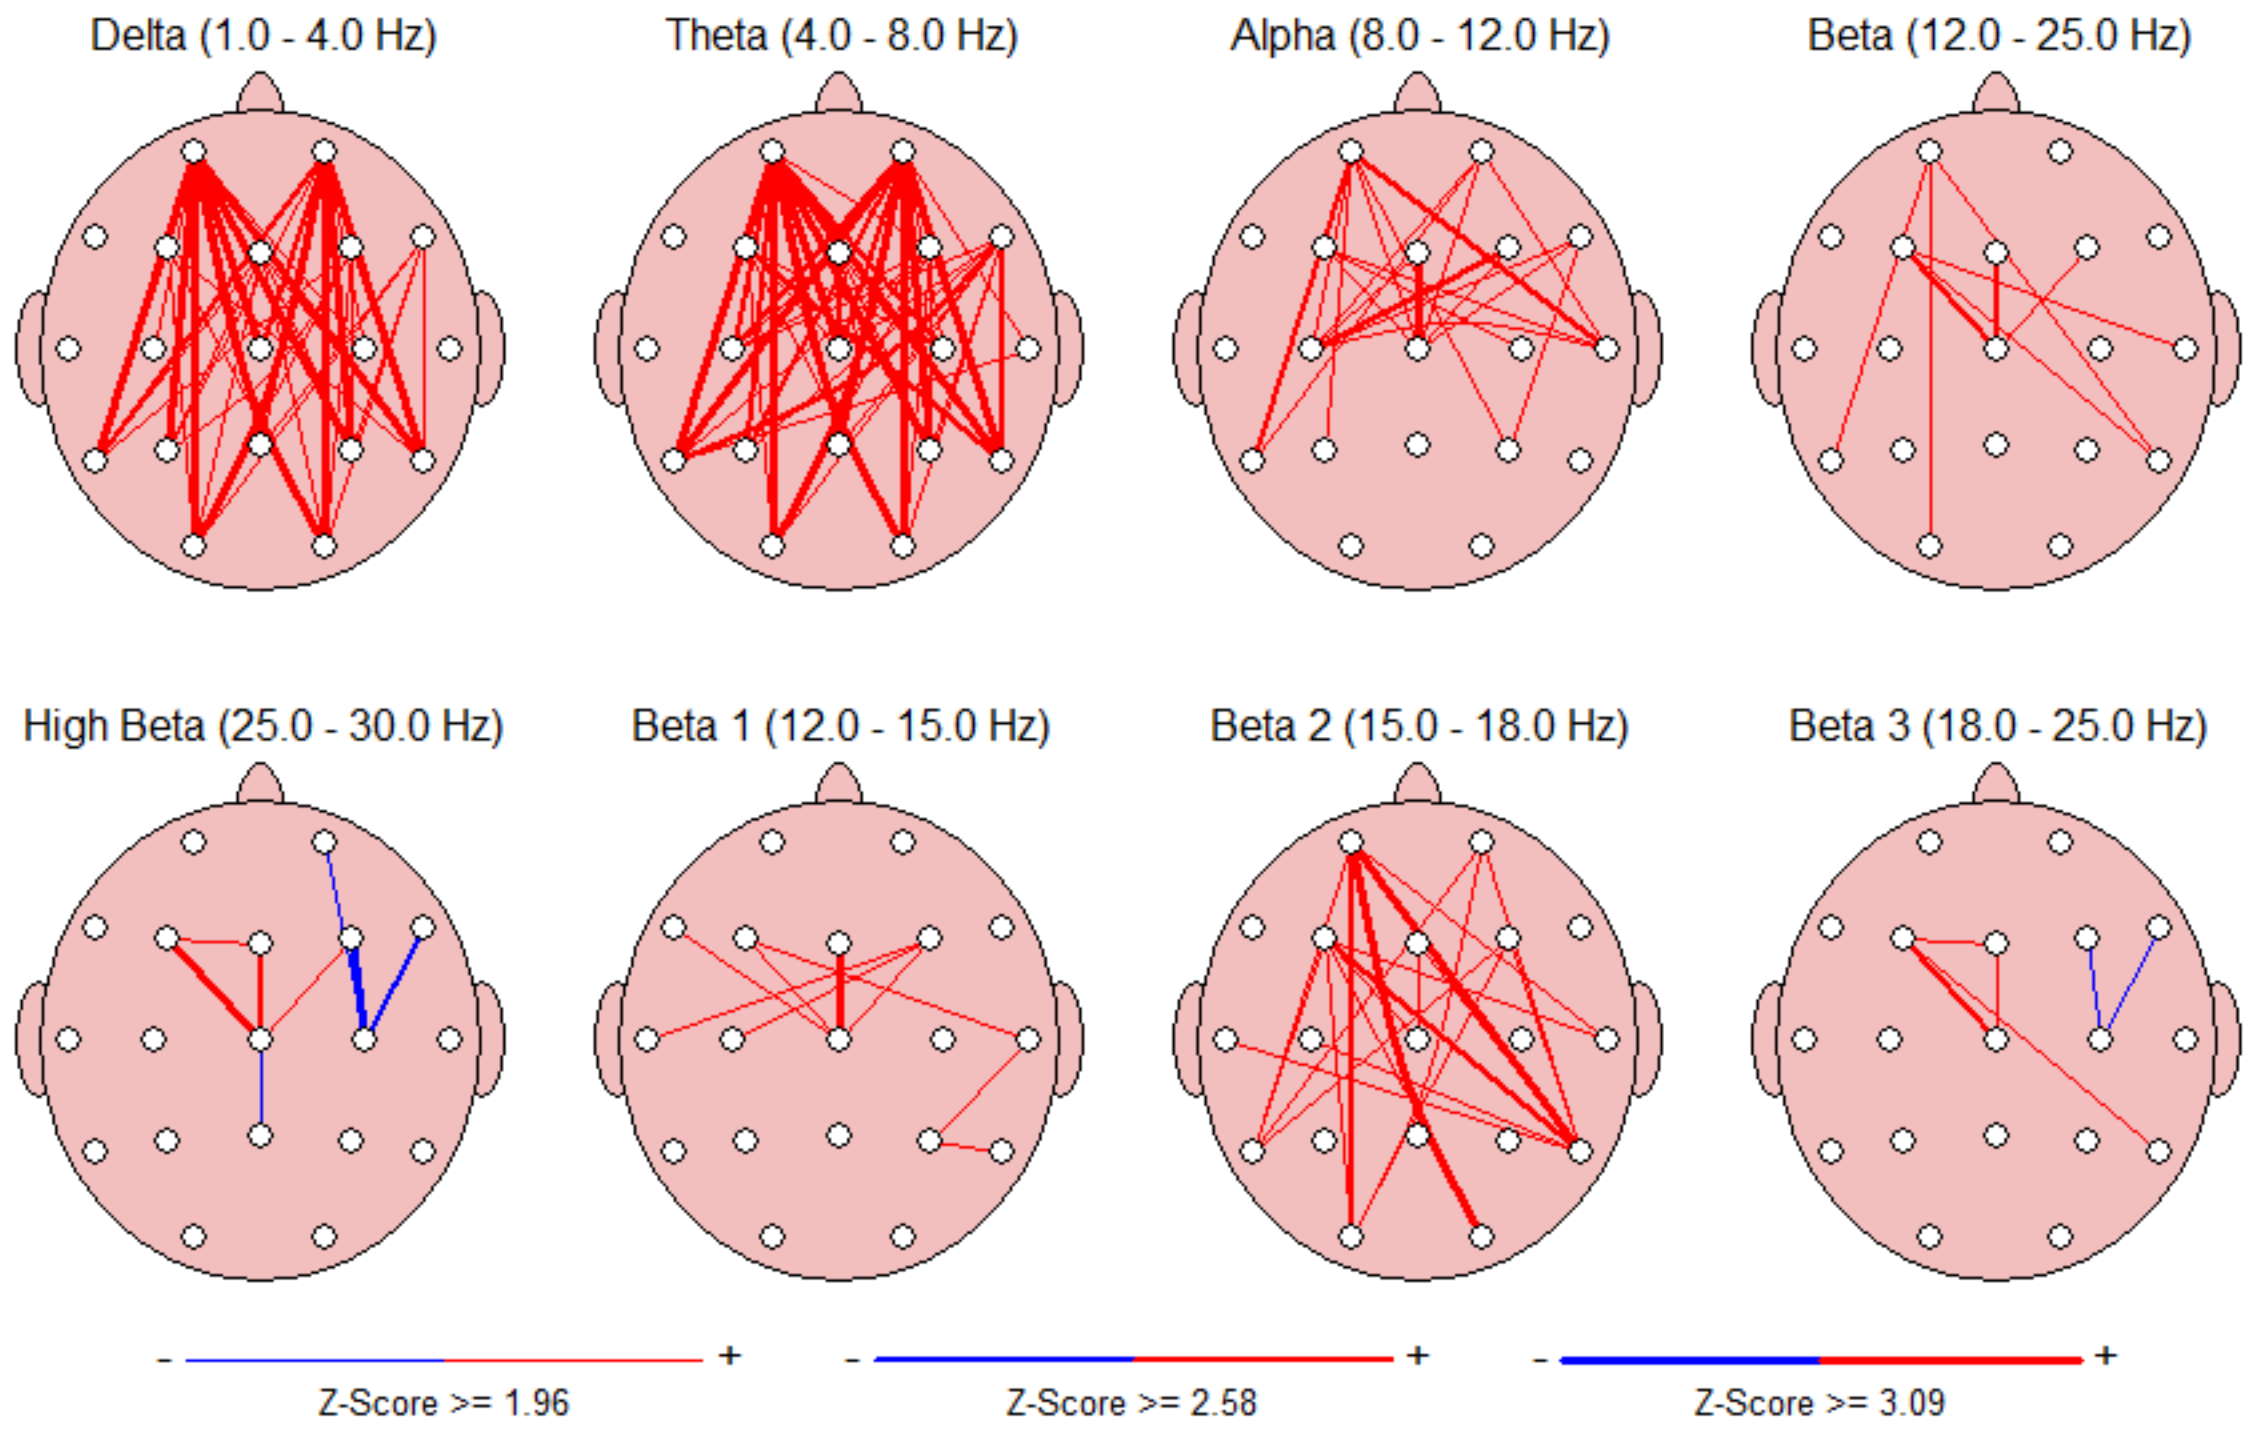 Delta (1.0 - 4.0 Hz) Theta (4.0 - 8.0 Hz) Alpha (8.0 - 12.0 Hz) Beta (12.0 - 25.0 Hz)
High Beta (25.0 - 30.0 Hz) Beta 1 (12.0 - 15.0 Hz) Beta 2 (15.0 - 18.0 Hz) Beta 3 (18.0 - 25.0 Hz)
- + - + - +
Z-Score >= 1.96 Z-Score >= 2.58 Z-Score >= 3.09